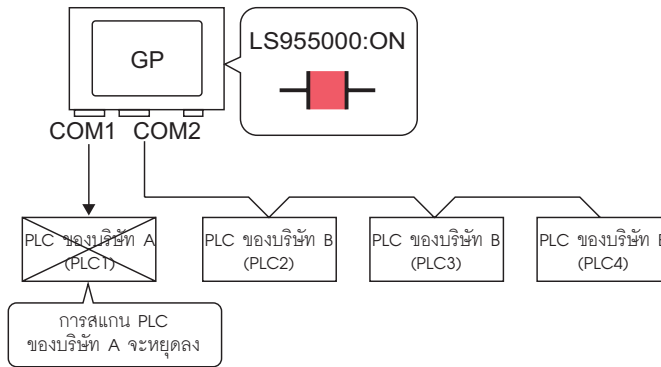 LS955000:ON
GP
COM1 COM2
PLC ของบริษัท A
(PLC1)
PLC ของบริษัท B
(PLC2)
PLC ของบริษัท B
(PLC3)
PLC ของบริษัท B
(PLC4)
การสแกน PLC
ของบริษัท A จะหยุดลง